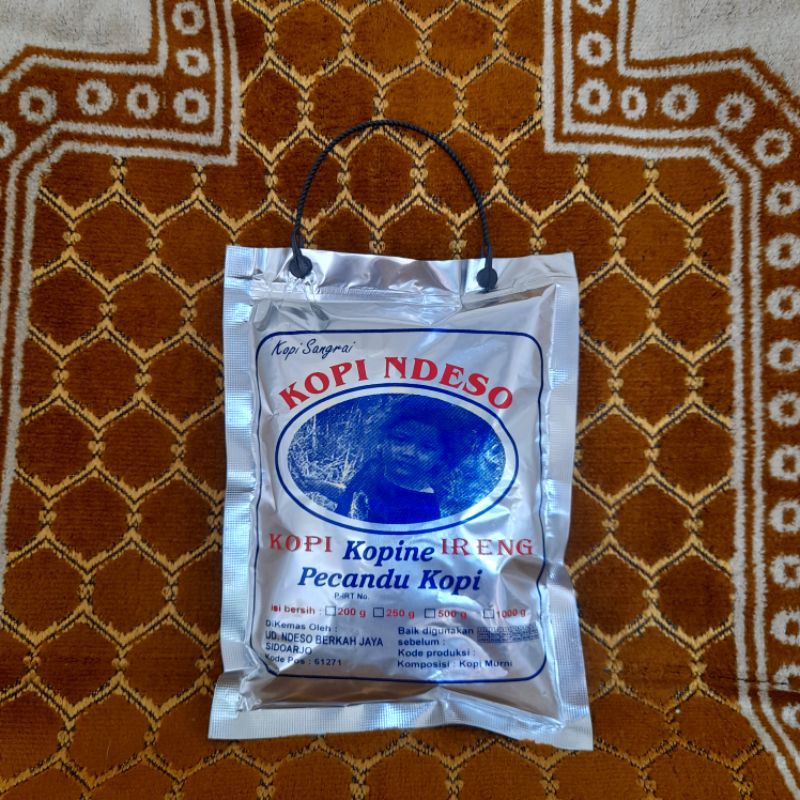 Kopi Sangrai
KOPI NDESO
KOPI Kopine IRENG
Pecandu Kopi
P-IRT No.
Isi bersih : 200 g 250 g 500 g 1000 g
Di Kemas Oleh :
UD. NDESO BERKAH JAYA
SIDOARJO
Kode Pos : 61271
Baik digunakan
sebelum :
Kode produksi :
Komposisi : Kopi Murni